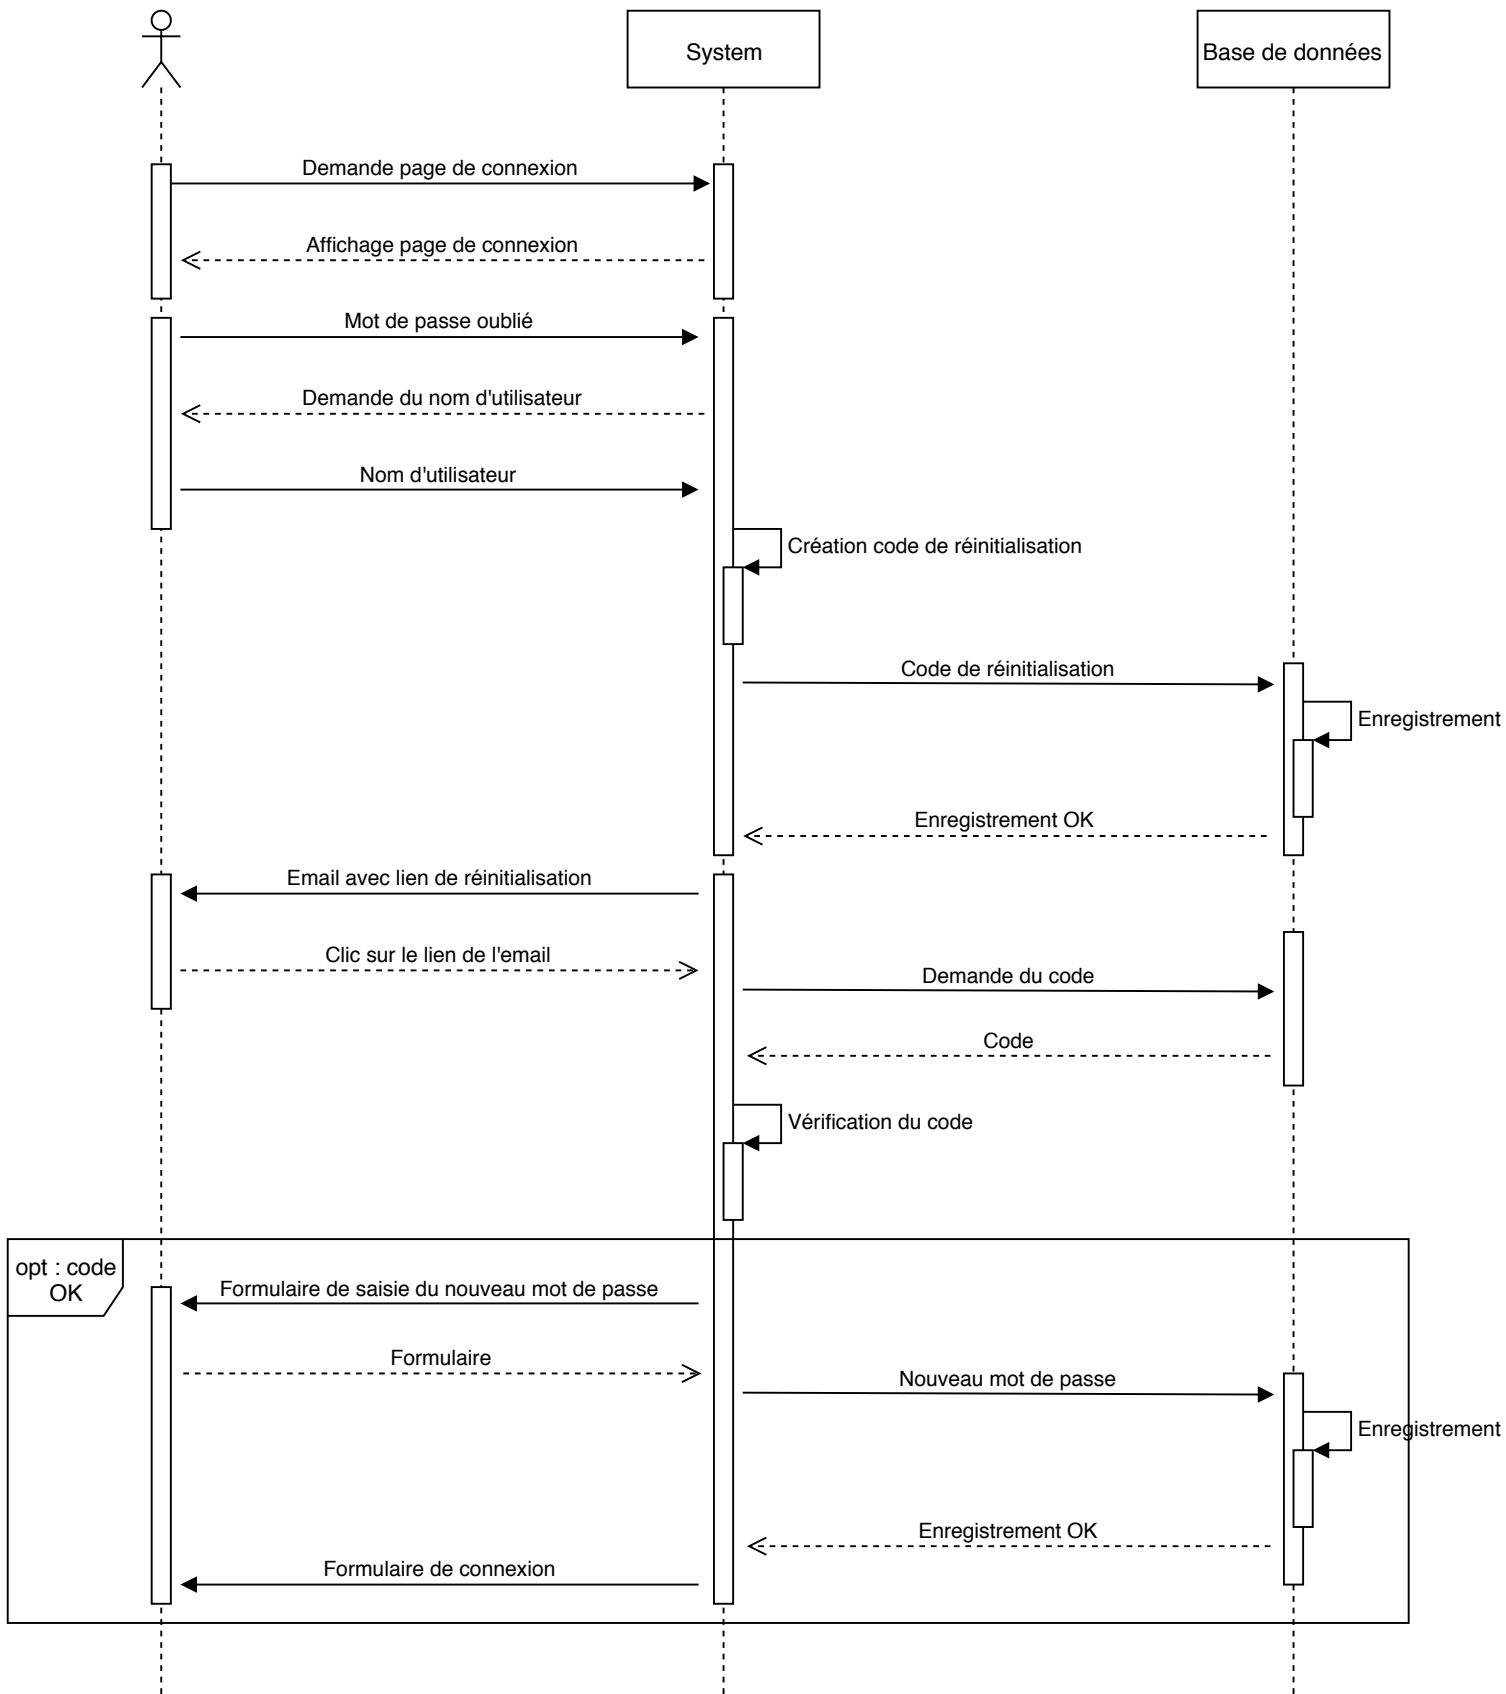 System
Base de données
Demande page de connexion
Affichage page de connexion
Mot de passe oublié
Demande du nom d'utilisateur
Nom d'utilisateur
Création code de réinitialisation
Code de réinitialisation
Enregistrement
Enregistrement OK
Email avec lien de réinitialisation
Clic sur le lien de l'email
Demande du code
Code
Vérification du code
opt : code
OK
Formulaire de saisie du nouveau mot de passe
Formulaire
Nouveau mot de passe
Enregistrement
Enregistrement OK
Formulaire de connexion